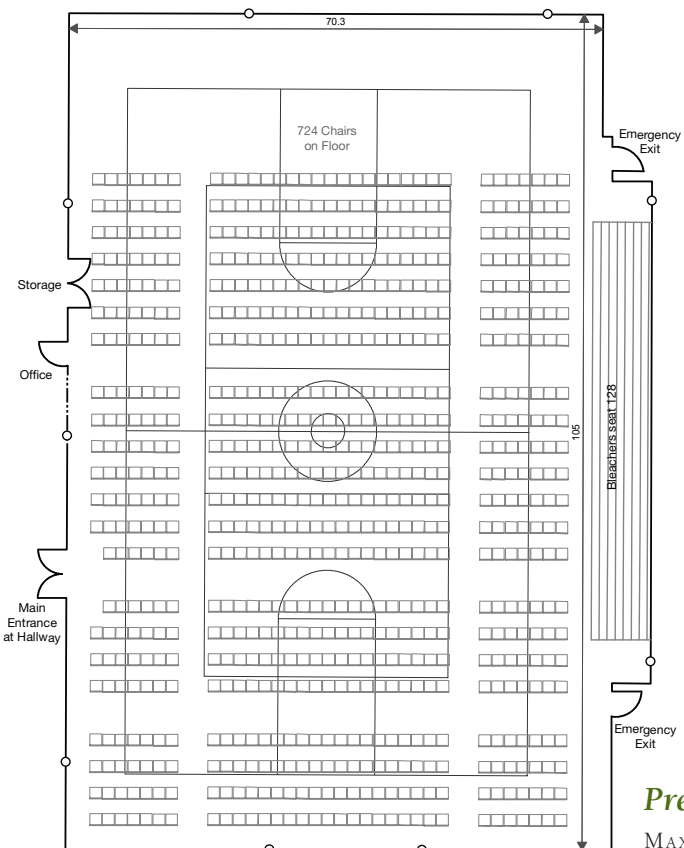 70.3
724 Chairs
on Floor
Emergency
Exit
Storage
Office
105
Bleachers seat 128
Main
Entrance
at Hallway
Emergency
Exit
Pre
MAX